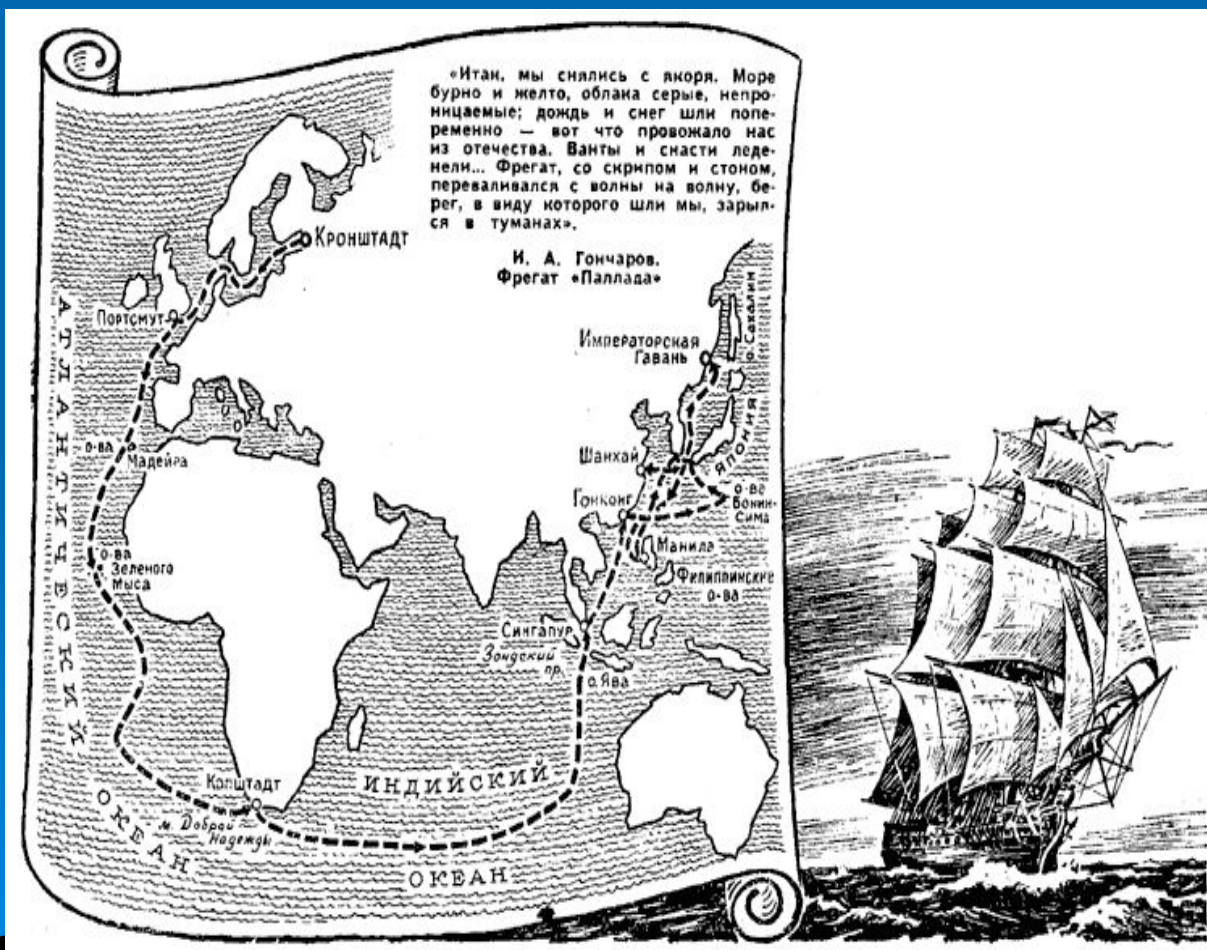 «Итак, мы снялись с якоря. Море
бурно и желто, облака серые, непро-
ницаемые; дождь и снег шли попе-
ременно — вот что провожало нас
из отечества. Ванты и снасти леде-
нели... Фрегат, со скрипом и стоном,
переваливался с волны на волну, бе-
рег, в виду которого шли мы, зарыл-
ся в туманах».
И. А. Гончаров.
Фрегат «Паллада»
КРОНШТАДТ
ПОРТСМУТ
АТЛАНТИЧЕСКИЙ
ОКЕАН
о-ва
Мадейра
о-ва
Зеленого
Мыса
Капштадт
м. Доброй
Надежды
ИНДИЙСКИЙ
ОКЕАН
ИМПЕРАТОРСКАЯ
ГАВАНЬ
о. Сахалин
ЯПОНИЯ
Шанхай
Гонконг
о-ва
Бонин-
Сима
Манила
Филиппинские
о-ва
Сингапур
Зондский
пр.
о. Ява